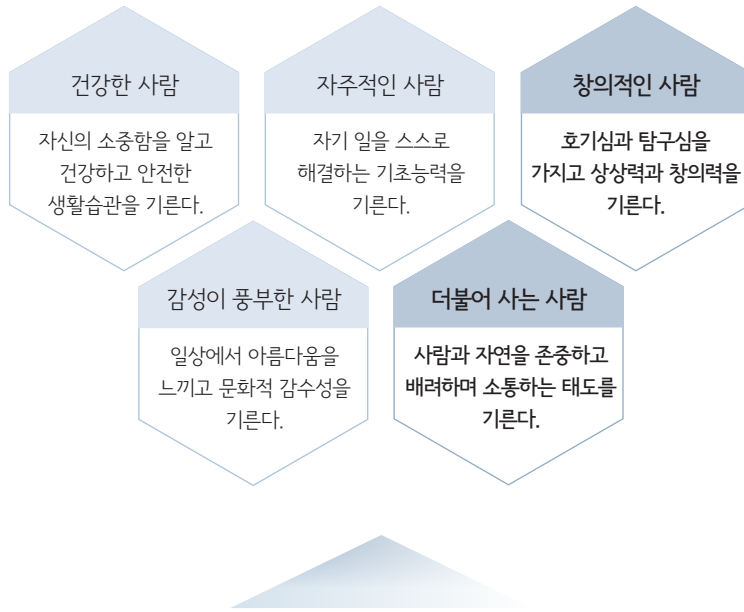 건강한 사람
자신의 소중함을 알고
건강하고 안전한
생활습관을 기른다.
자주적인 사람
자기 일을 스스로
해결하는 기초능력을
기른다.
창의적인 사람
호기심과 탐구심을
가지고 상상력과 창의력을
기른다.
감성이 풍부한 사람
일상에서 아름다움을
느끼고 문화적 감수성을
기른다.
더불어 사는 사람
사람과 자연을 존중하고
배려하며 소통하는 태도를
기른다.